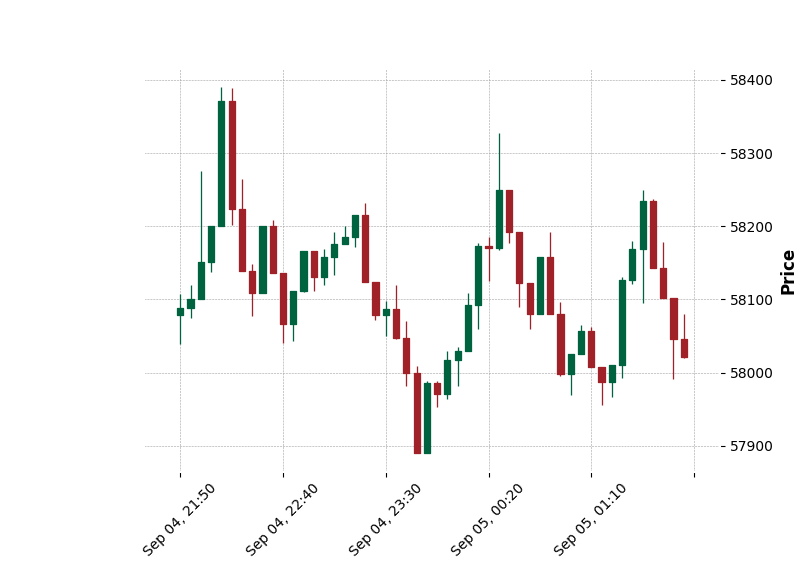 58400
58300
58200
58100
58000
57900
Price
Sep 04, 21:50
Sep 04, 22:40
Sep 04, 23:30
Sep 05, 00:20
Sep 05, 01:10